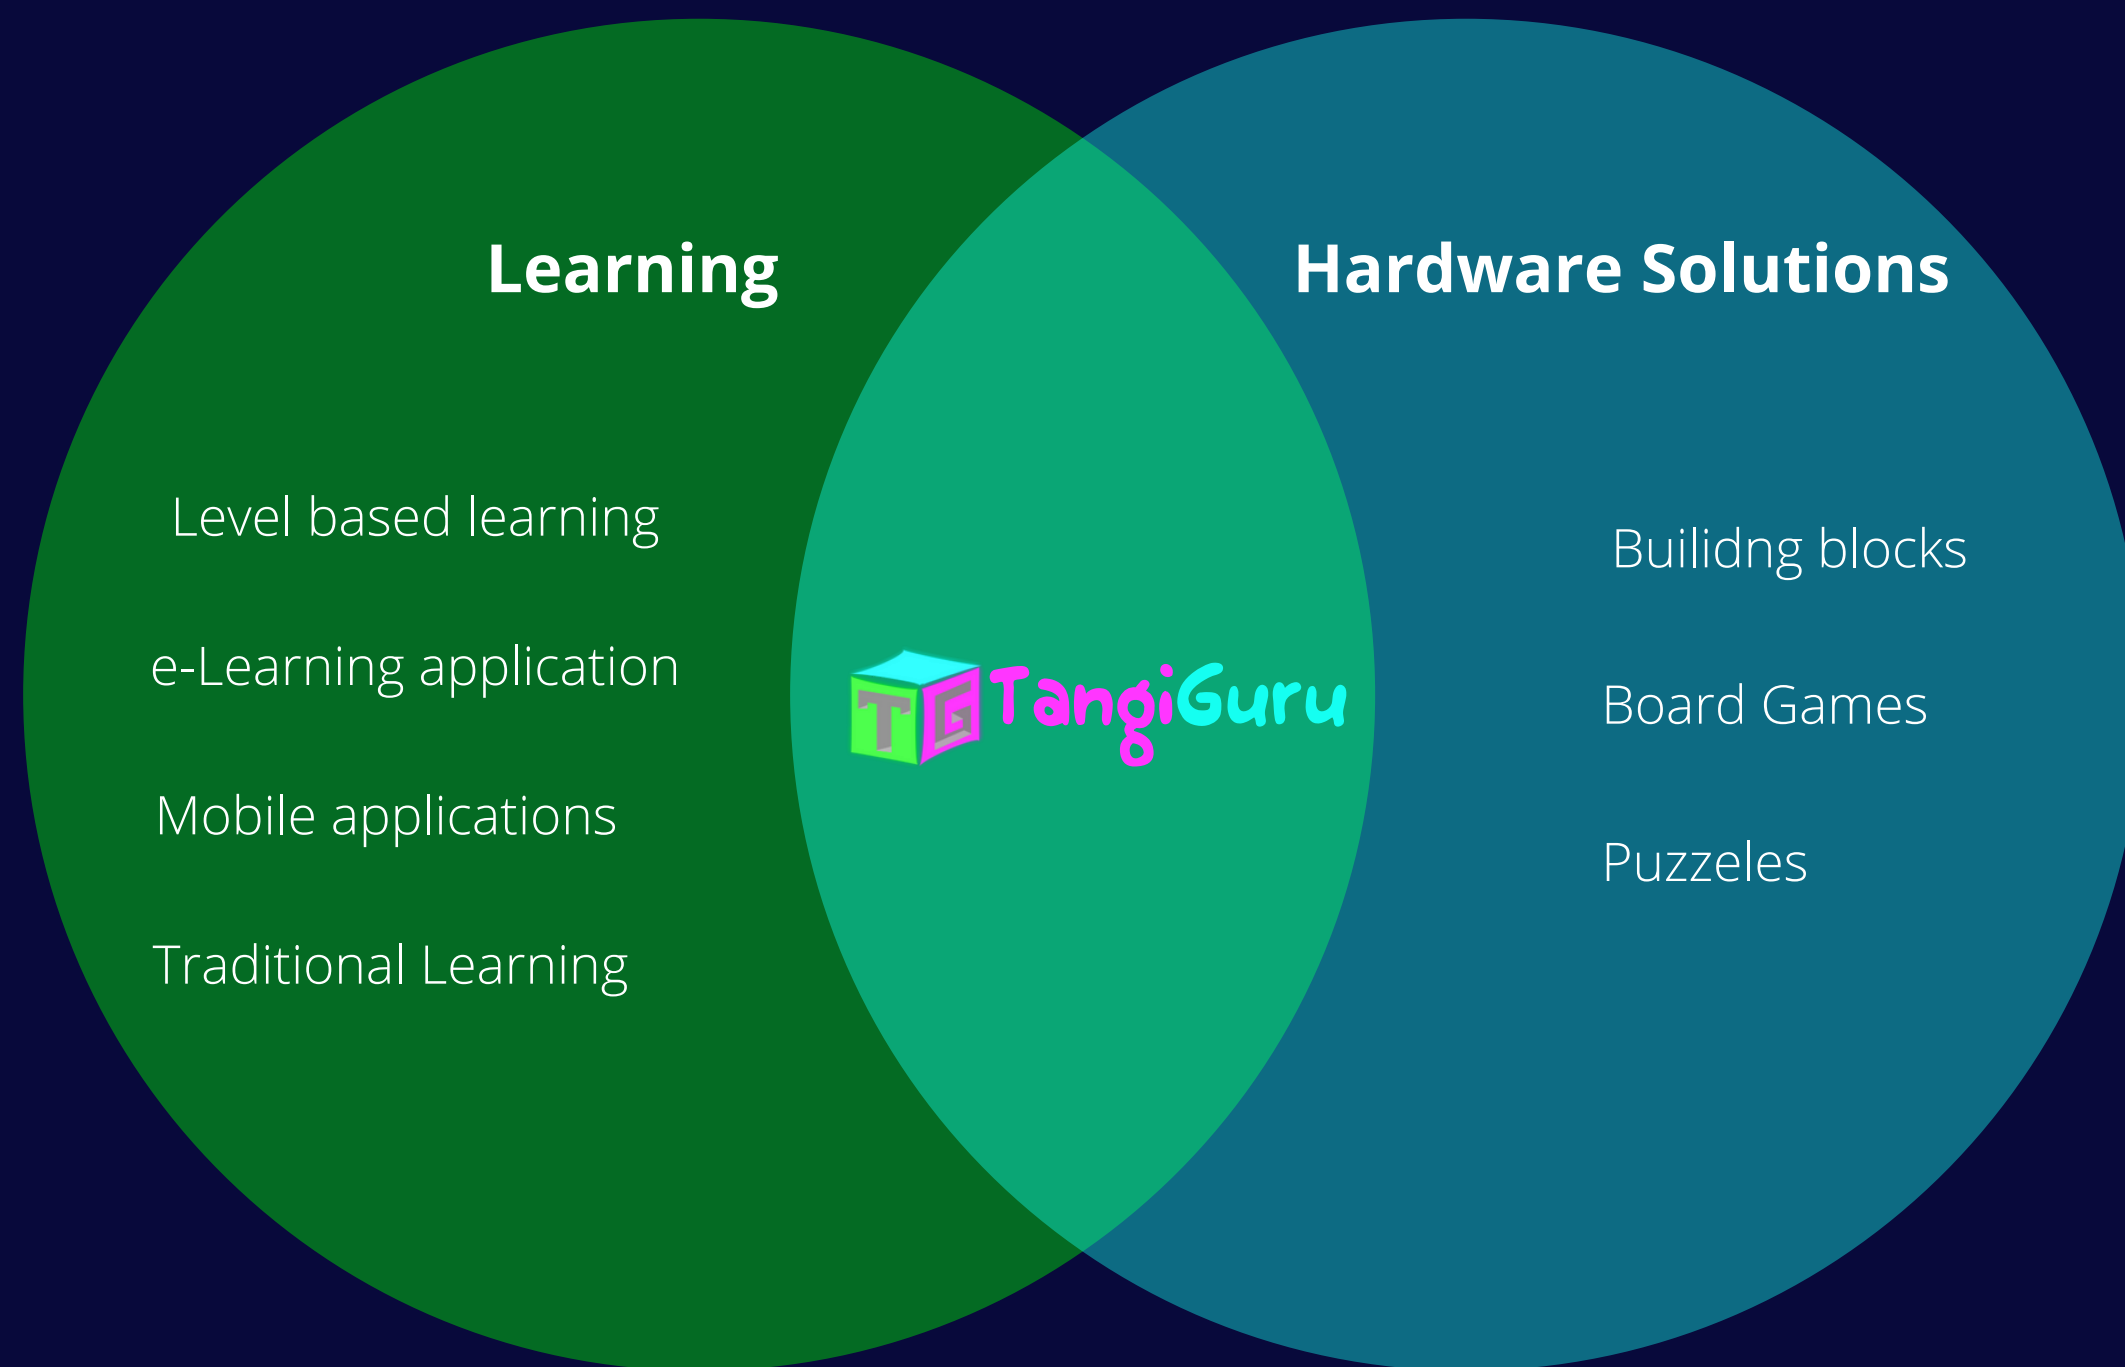 Learning
Level based learning
e-Learning application
Mobile applications
Traditional Learning
TG TangiGuru
Hardware Solutions
Builidng blocks
Board Games
Puzzeles